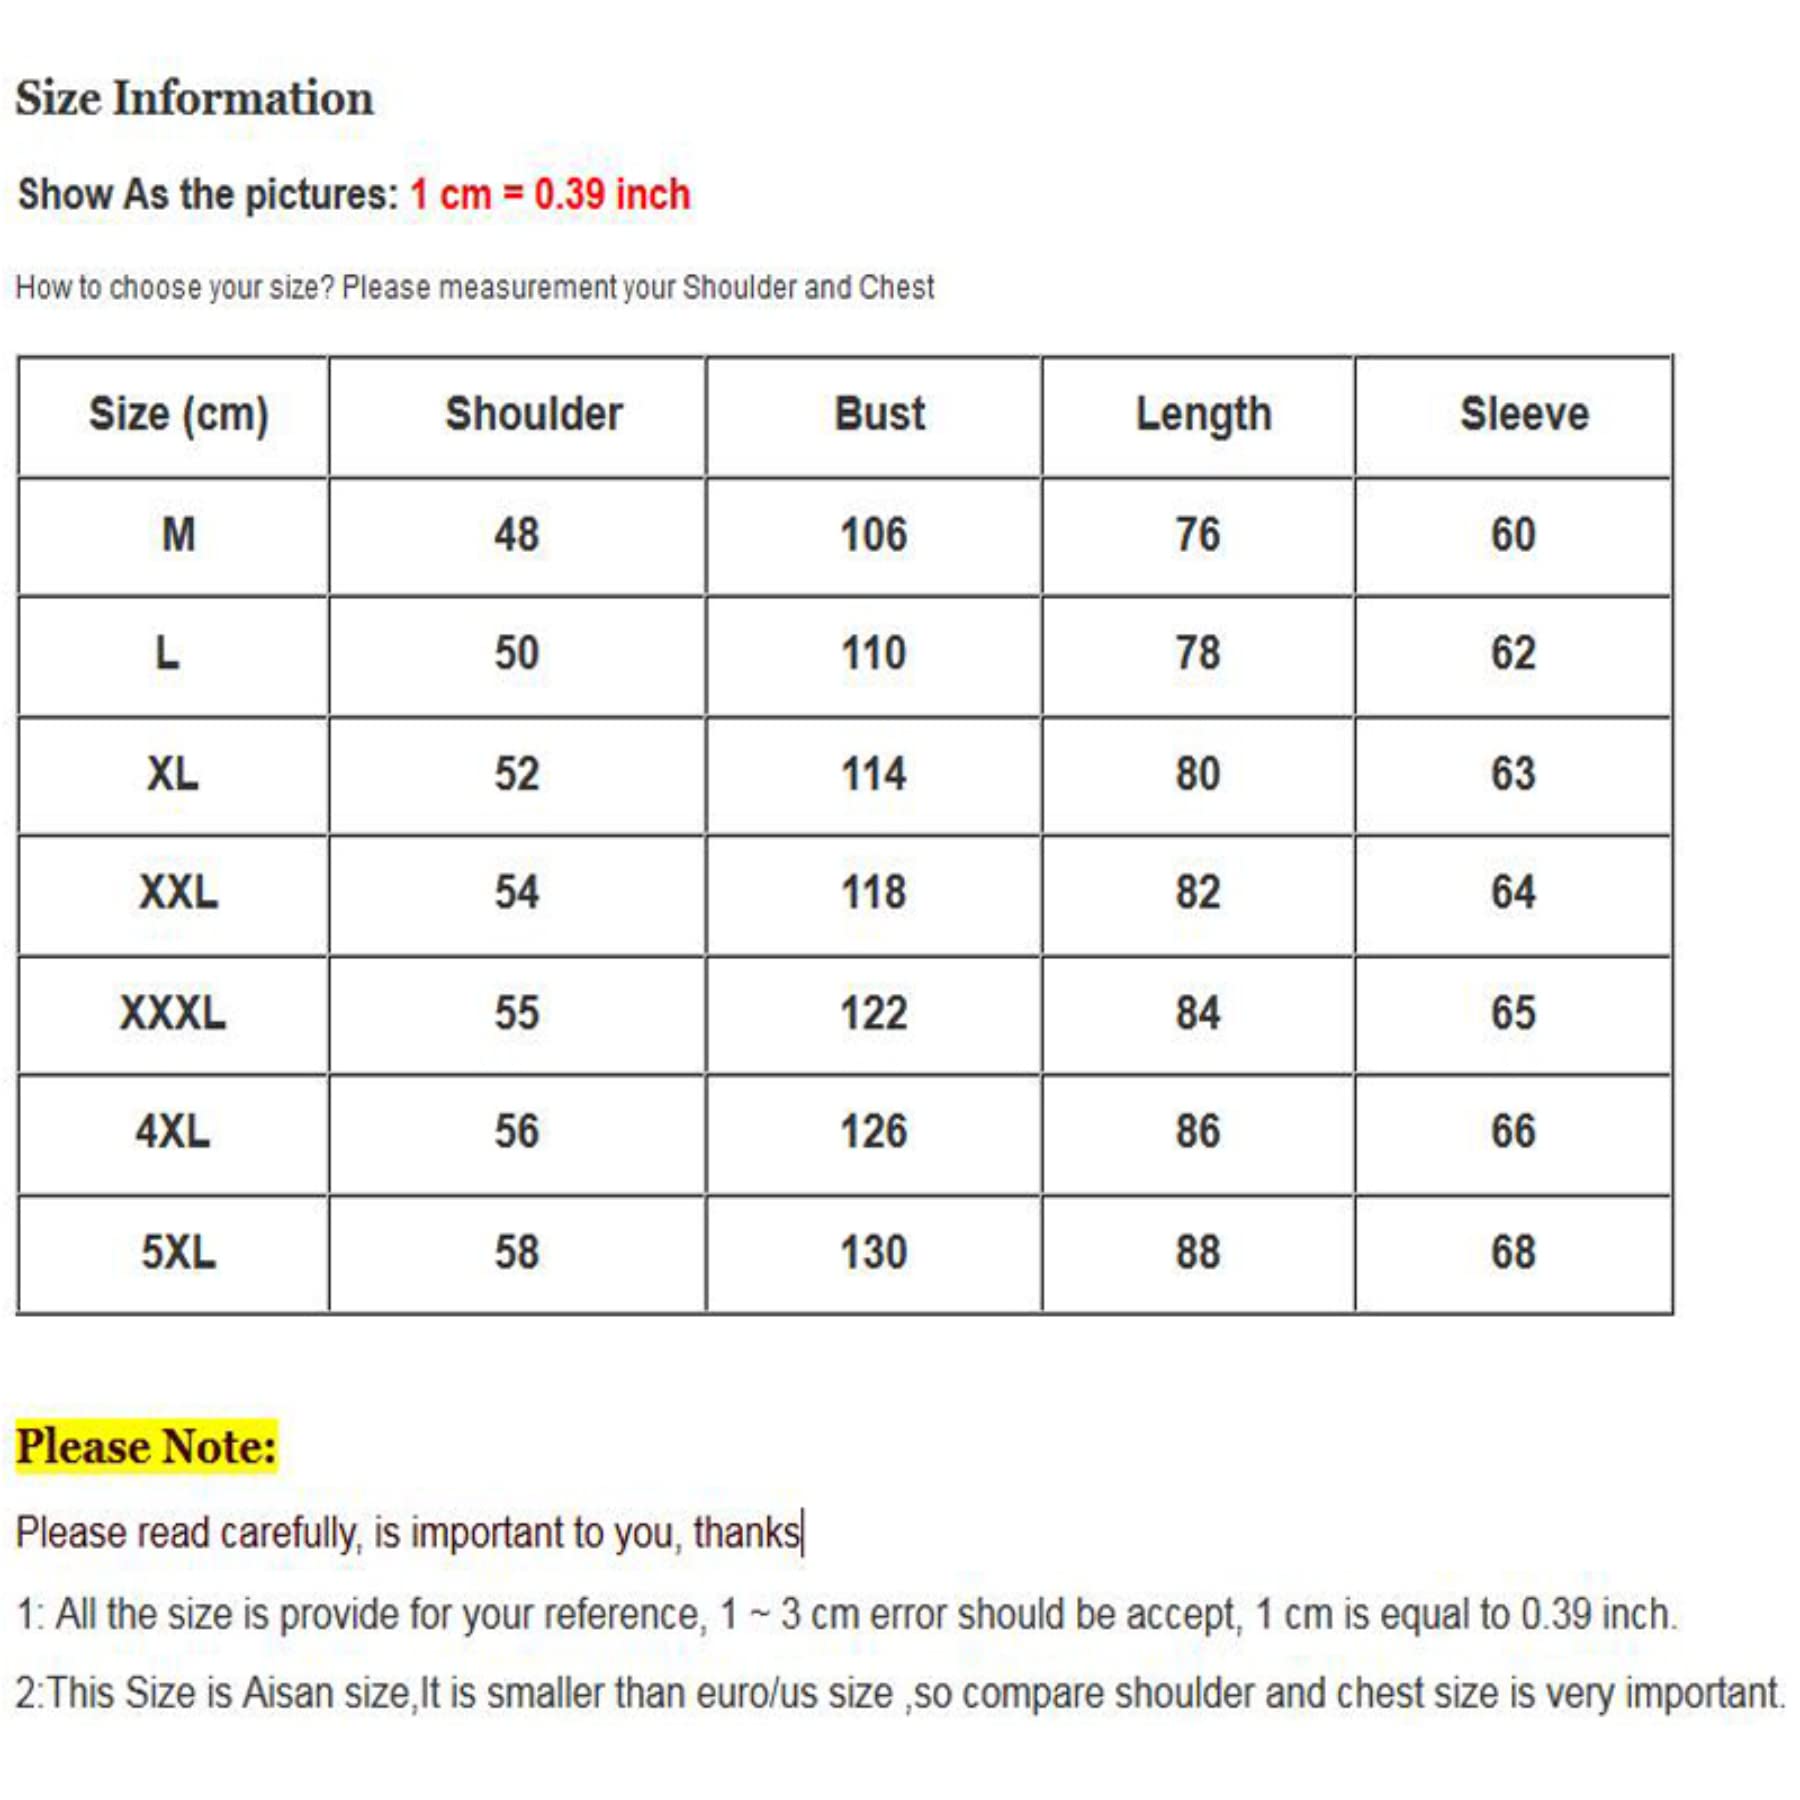 Size Information
Show As the pictures: 1 cm = 0.39 inch
How to choose your size? Please measurement your Shoulder and Chest
Size (cm) Shoulder Bust Length Sleeve
M 48 106 76 60
L 50 110 78 62
XL 52 114 80 63
XXL 54 118 82 64
XXXL 55 122 84 65
4XL 56 126 86 66
5XL 58 130 88 68
Please Note:
Please read carefully, is important to you, thanks
1: All the size is provide for your reference, 1 ~ 3 cm error should be accept, 1 cm is equal to 0.39 inch.
2:This Size is Aisan size,It is smaller than euro/us size ,so compare shoulder and chest size is very important.